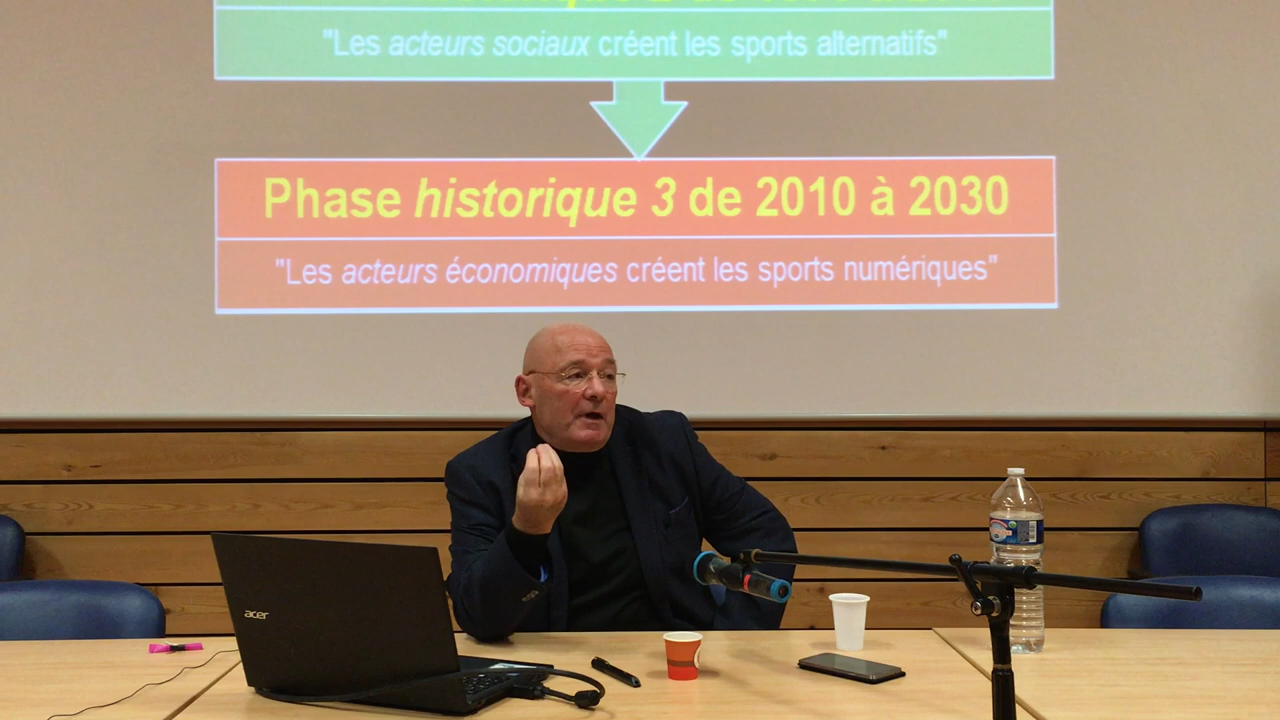 "Les acteurs sociaux créent les sports alternatifs"
Phase historique 3 de 2010 à 2030
"Les acteurs économiques créent les sports numériques"
acer